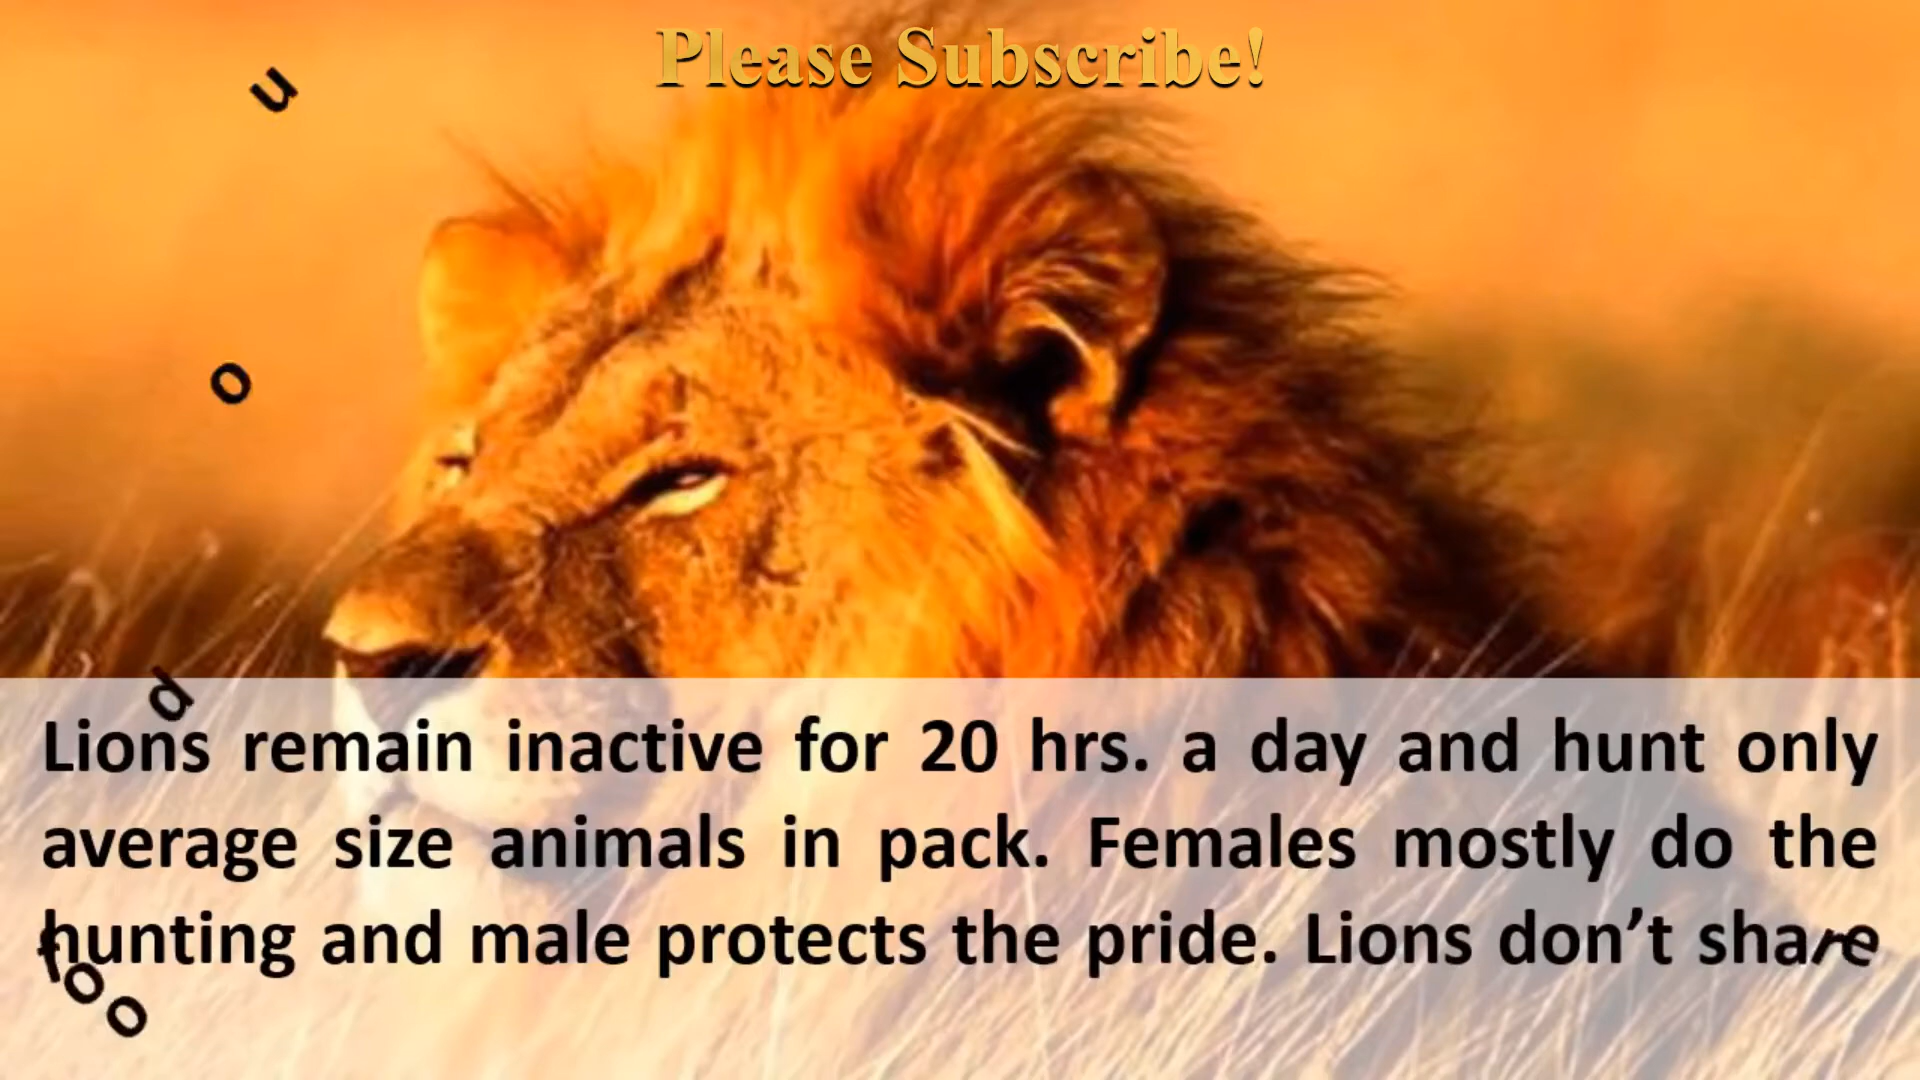 Please Subscribe!
Lions remain inactive for 20 hrs. a day and hunt only
average size animals in pack. Females mostly do the
hunting and male protects the pride. Lions don’t share
food
o
u